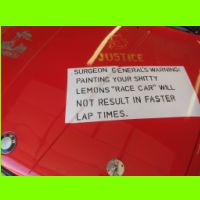 JUSTICE
SURGEON GENERAL'S WARNING:
PAINTING YOUR SHITTY
LEMONS "RACE CAR" WILL
NOT RESULT IN FASTER
LAP TIMES.